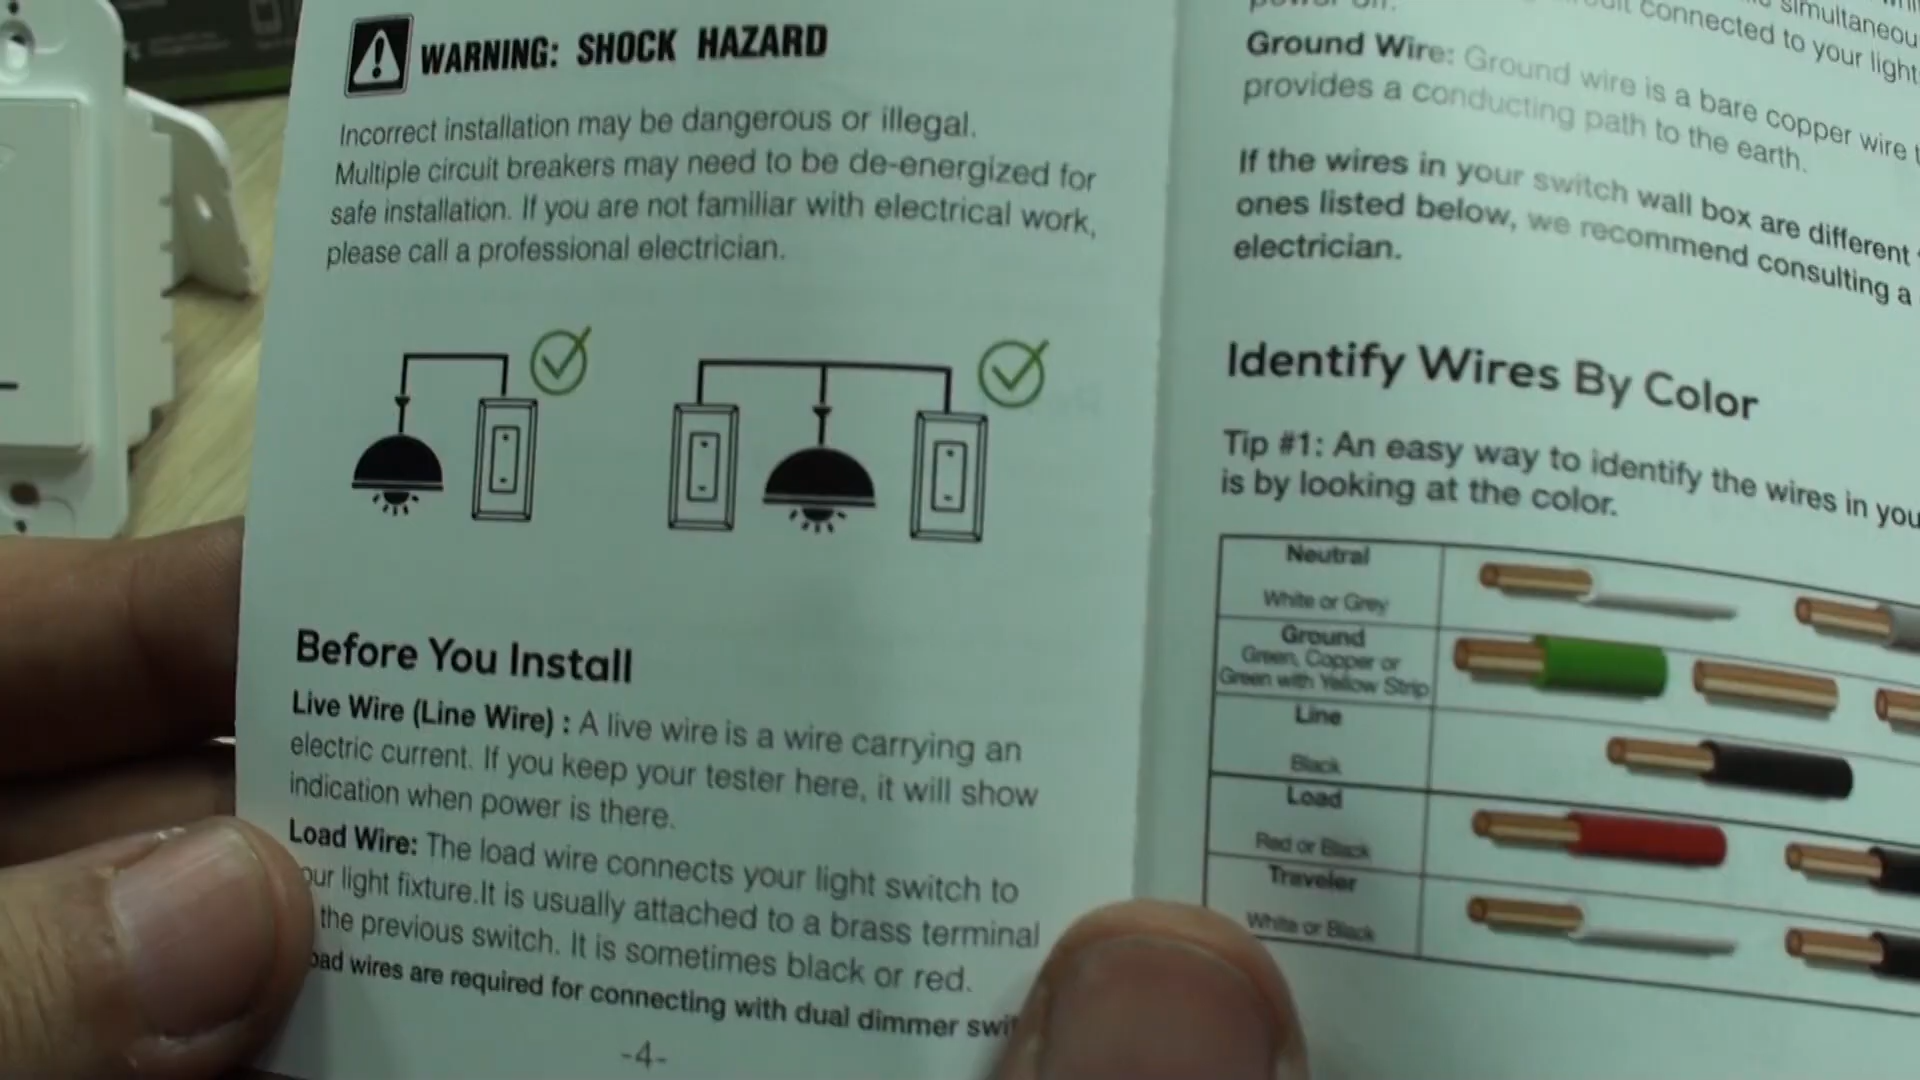 WARNING: SHOCK HAZARD
Incorrect installation may be dangerous or illegal.
Multiple circuit breakers may need to be de-energized for
safe installation. If you are not familiar with electrical work,
please call a professional electrician.
Before You Install
Live Wire (Line Wire) : A live wire is a wire carrying an
electric current. If you keep your tester here, it will show
indication when power is there.
Load Wire: The load wire connects your light switch to
our light fixture.It is usually attached to a brass terminal
the previous switch. It is sometimes black or red.
oad wires are required for connecting with dual dimmer swi
-4-
simultaneou
connected to your light
Ground Wire: Ground wire is a bare copper wire t
provides a conducting path to the earth.
If the wires in your switch wall box are different
ones listed below, we recommend consulting a
electrician.
Identify Wires By Color
Tip #1: An easy way to identify the wires in you
is by looking at the color.
Neutral
White or Grey
Ground
Green, Copper or
Green with Yellow Strip
Line
Black
Load
Red or Black
Traveler
White or Black